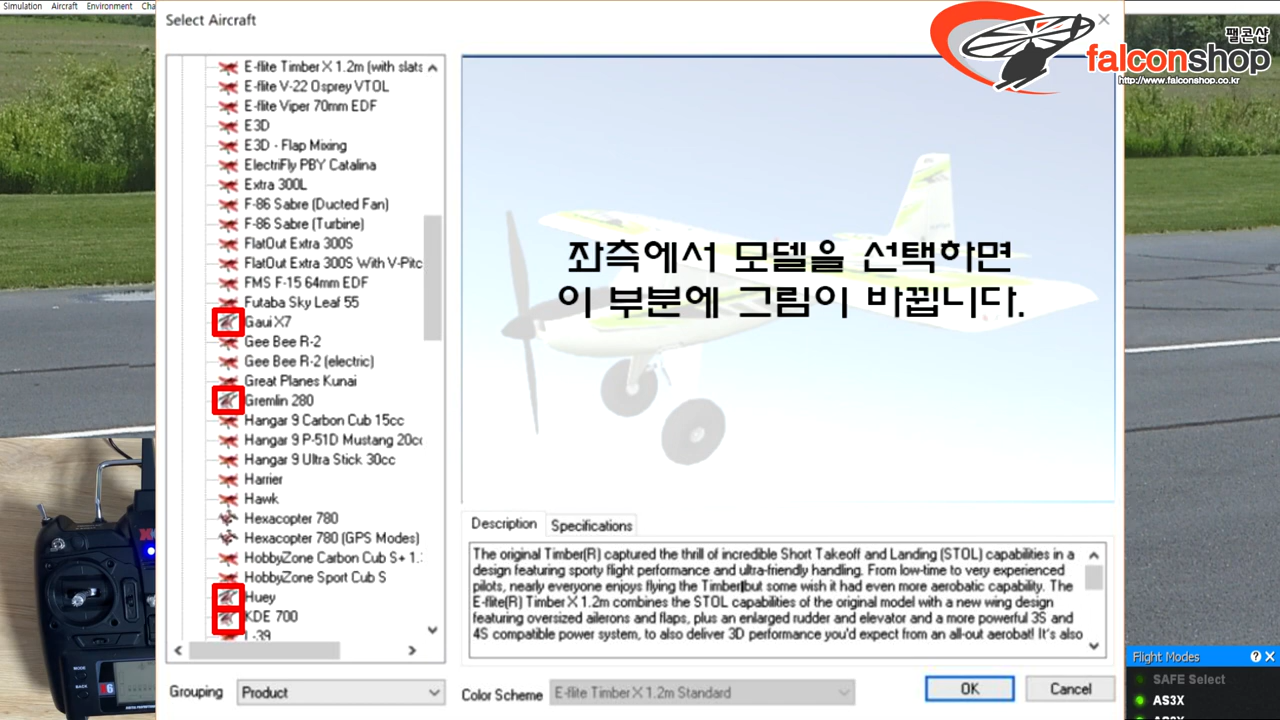 Simulation Aircraft Environment Cha
Select Aircraft
펠콘샵
falconshop
http://www.falconshop.co.kr
E-flite Timber X 1.2m (with slats
E-flite V-22 Osprey VTOL
E-flite Viper 70mm EDF
E3D
E3D - Flap Mixing
ElectriFly PBY Catalina
Extra 300L
F-86 Sabre (Ducted Fan)
F-86 Sabre (Turbine)
FlatOut Extra 300S
FlatOut Extra 300S With V-Pitc
FMS F-15 64mm EDF
Futaba Sky Leaf 55
Gaui X7
Gee Bee R-2
Gee Bee R-2 (electric)
Great Planes Kunai
Gremlin 280
Hangar 9 Carbon Cub 15cc
Hangar 9 P-51D Mustang 20cc
Hangar 9 Ultra Stick 30cc
Harrier
Hawk
Hexacopter 780
Hexacopter 780 (GPS Modes)
HobbyZone Carbon Cub S+ 1.
HobbyZone Sport Cub S
Huey
KDE 700
L-39
좌측에서 모델을 선택하면
이 부분에 그림이 바뀝니다.
Description Specifications
The original Timber(R) captured the thrill of incredible Short Takeoff and Landing (STOL) capabilities in a
design featuring sporty flight performance and ultra-friendly handling. From low-time to very experienced
pilots, nearly everyone enjoys flying the Timber but some wish it had even more aerobatic capability. The
E-flite(R) Timber X 1.2m combines the STOL capabilities of the original model with a new wing design
featuring oversized ailerons and flaps, plus an enlarged rudder and elevator and a more powerful 3S and
4S compatible power system, to also deliver 3D performance you'd expect from an all-out aerobat! It's also
Grouping Product
Color Scheme E-flite Timber X 1.2m Standard
OK Cancel
Flight Modes
SAFE Select
AS3X